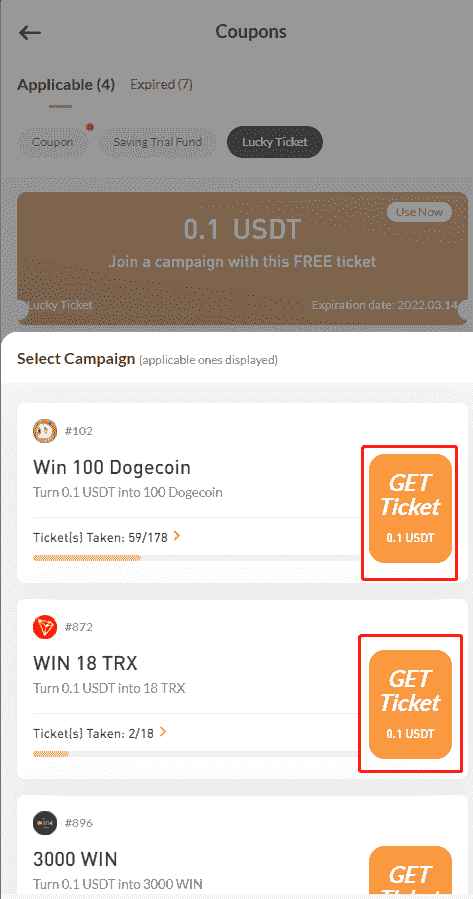 Coupons
Applicable (4) Expired (7)
Coupon Saving Trial Fund Lucky Ticket
Use Now
0.1 USDT
Join a campaign with this FREE ticket
Lucky Ticket Expiration date: 2022.03.14
Select Campaign (applicable ones displayed)
#102
Win 100 Dogecoin
Turn 0.1 USDT into 100 Dogecoin
Ticket(s) Taken: 59/178
GET
Ticket
0.1 USDT
#872
WIN 18 TRX
Turn 0.1 USDT into 18 TRX
Ticket(s) Taken: 2/18
GET
Ticket
0.1 USDT
wink
#896
3000 WIN
Turn 0.1 USDT into 3000 WIN
GET
Ticket